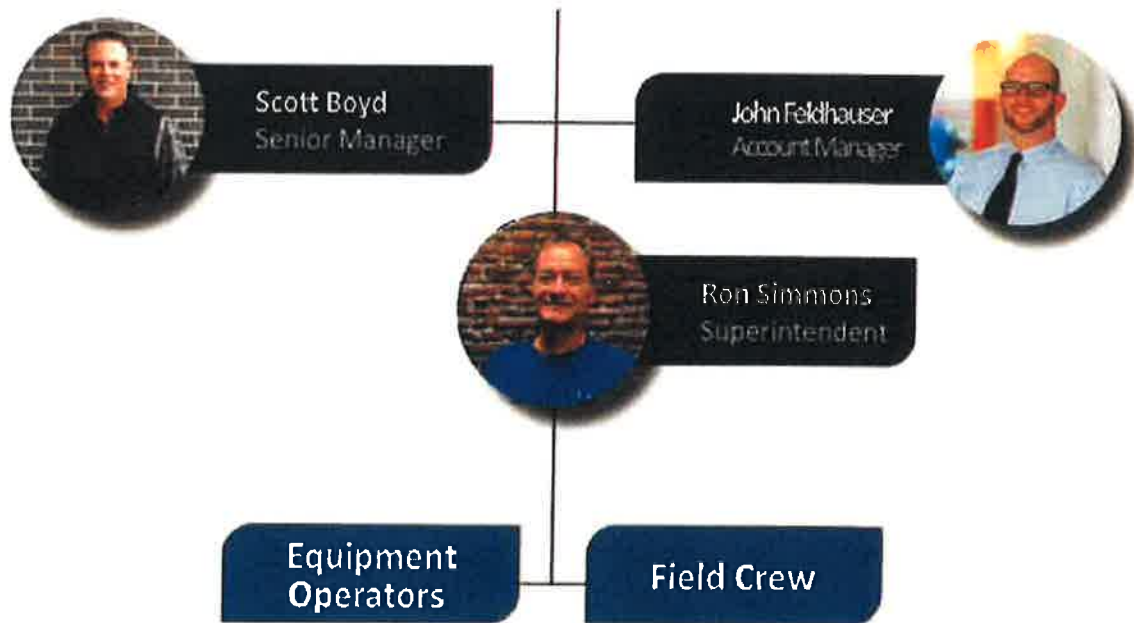 Scott Boyd
Senior Manager
John Feldhauser
Account Manager
Ron Simmons
Superintendent
Equipment
Operators
Field Crew